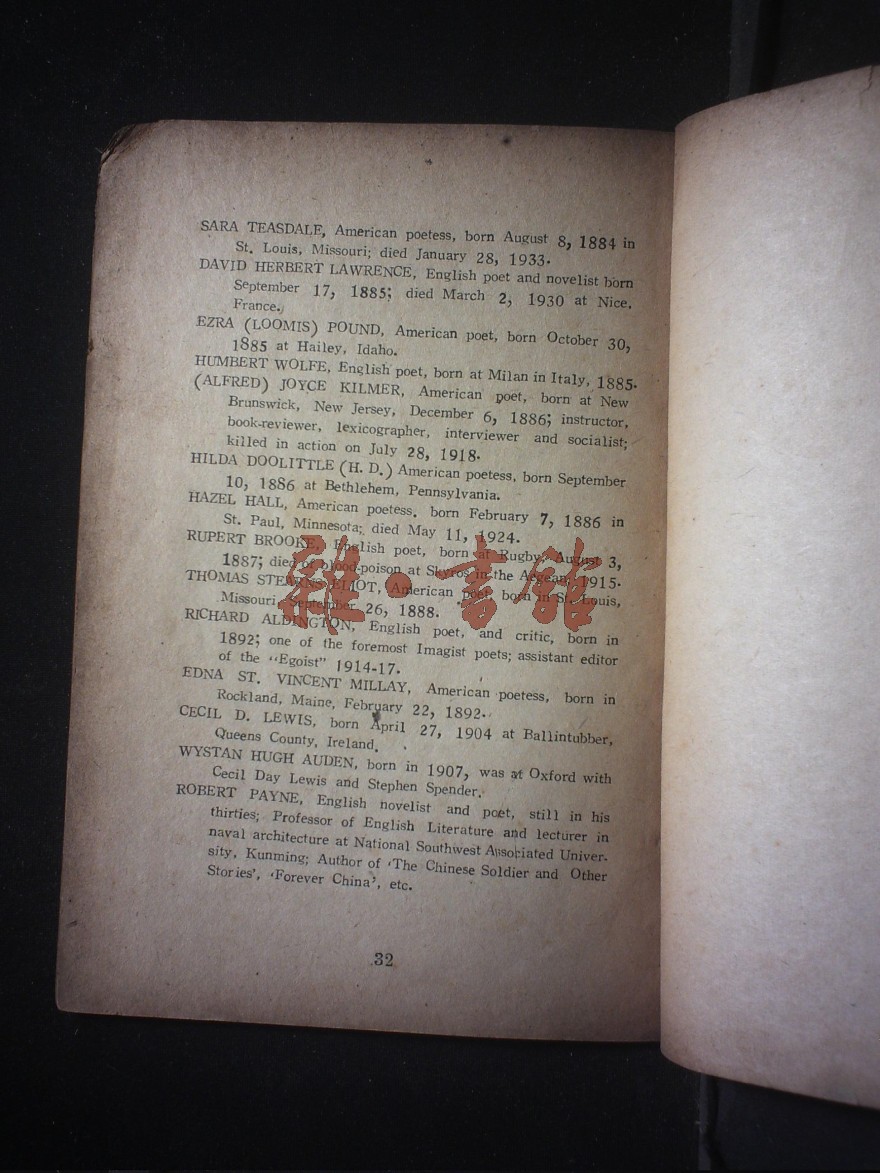 SARA TEASDALE, American poetess, born August 8, 1884 in
St. Louis, Missouri; died January 28, 1933.
DAVID HERBERT LAWRENCE, English poet and novelist born
September 17, 1885; died March 2, 1930 at Nice,
France.
EZRA (LOOMIS) POUND, American poet, born October 30,
1885 at Hailey, Idaho.
HUMBERT WOLFE, English poet, born at Milan in Italy, 1885.
(ALFRED) JOYCE KILMER, American poet, born at New
Brunswick, New Jersey, December 6, 1886; instructor,
book-reviewer, lexicographer, interviewer and socialist;
killed in action on July 28, 1918.
HILDA DOOLITTLE (H. D.) American poetess, born September
10, 1886 at Bethlehem, Pennsylvania.
HAZEL HALL, American poetess, born February 7, 1886 in
St. Paul, Minnesota; died May 11, 1924.
RUPERT BROOKE, English poet, born at Rugby, August 3,
1887; died of blood-poison at Skyros in the Aegean, 1915.
THOMAS STEARNS ELIOT, American poet, born in St. Louis,
Missouri, September 26, 1888.
RICHARD ALDINGTON, English poet, and critic, born in
1892; one of the foremost Imagist poets; assistant editor
of the "Egoist" 1914-17.
EDNA ST. VINCENT MILLAY, American poetess, born in
Rockland, Maine, February 22, 1892.
CECIL D. LEWIS, born April 27, 1904 at Ballintubber,
Queens County, Ireland.
WYSTAN HUGH AUDEN, born in 1907, was at Oxford with
Cecil Day Lewis and Stephen Spender.
ROBERT PAYNE, English novelist and poet, still in his
thirties; Professor of English Literature and lecturer in
naval architecture at National Southwest Associated Univer-
sity, Kunming; Author of 'The Chinese Soldier and Other
Stories', 'Forever China', etc.
32
雜·書館